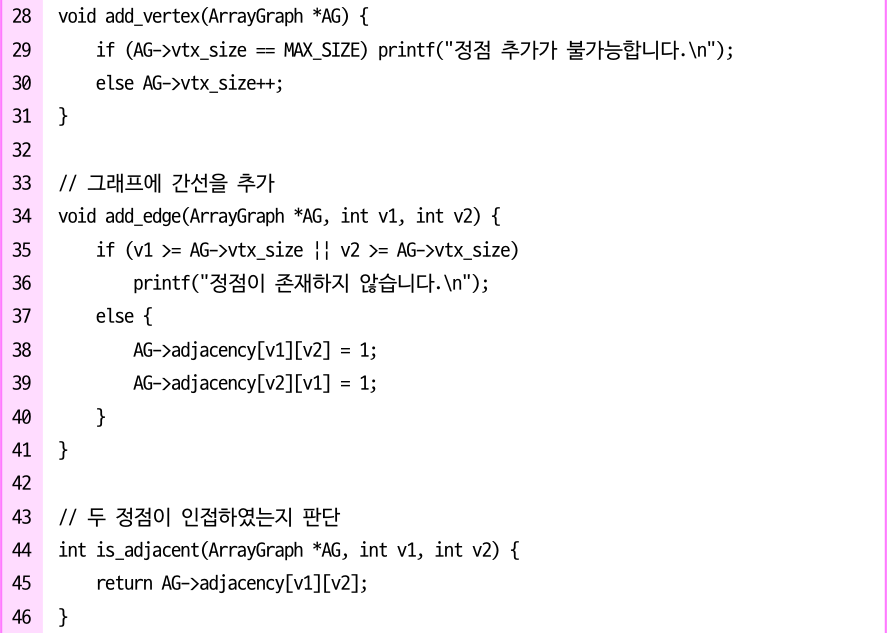 28 void add_vertex(ArrayGraph *AG) {
29     if (AG->vtx_size == MAX_SIZE) printf("정점 추가가 불가능합니다.\n");
30     else AG->vtx_size++;
31 }
32
33 // 그래프에 간선을 추가
34 void add_edge(ArrayGraph *AG, int v1, int v2) {
35     if (v1 >= AG->vtx_size || v2 >= AG->vtx_size)
36         printf("정점이 존재하지 않습니다.\n");
37     else {
38         AG->adjacency[v1][v2] = 1;
39         AG->adjacency[v2][v1] = 1;
40     }
41 }
42
43 // 두 정점이 인접하였는지 판단
44 int is_adjacent(ArrayGraph *AG, int v1, int v2) {
45     return AG->adjacency[v1][v2];
46 }